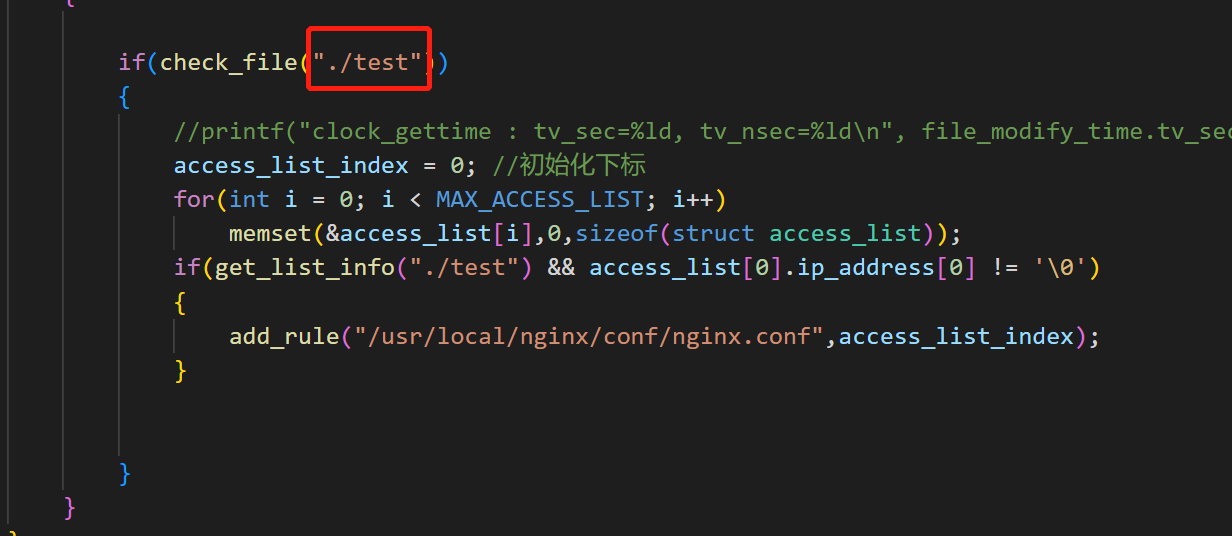 {
if(check_file("./test"))
{
//printf("clock_gettime : tv_sec=%ld, tv_nsec=%ld\n", file_modify_time.tv_sec
access_list_index = 0; //初始化下标
for(int i = 0; i < MAX_ACCESS_LIST; i++)
memset(&access_list[i],0,sizeof(struct access_list));
if(get_list_info("./test") && access_list[0].ip_address[0] != '\0')
{
add_rule("/usr/local/nginx/conf/nginx.conf",access_list_index);
}
}
}
}